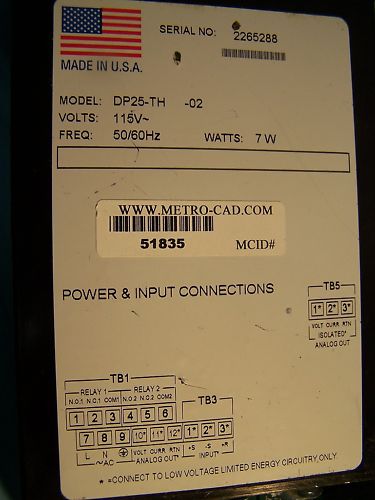 SERIAL NO: 2265288
MADE IN U.S.A.
MODEL: DP25-TH -02
VOLTS: 115V~
FREQ: 50/60Hz WATTS: 7 W
WWW.METRO-CAD.COM
51835 MCID#
POWER & INPUT CONNECTIONS
TB5
1* 2* 3*
VOLT CURR RTN
ISOLATED*
ANALOG OUT
TB1
RELAY 1 RELAY 2
N.O.1 N.C.1 COM1 N.O.2 N.C.2 COM2
1 2 3 4 5 6
TB3
7 8 9 10* 11* 12* 1* 2* 3*
L N VOLT CURR RTN +S -S +R
~AC ANALOG OUT* INPUT*
* =CONNECT TO LOW VOLTAGE LIMITED ENERGY CIRCUITRY ONLY.